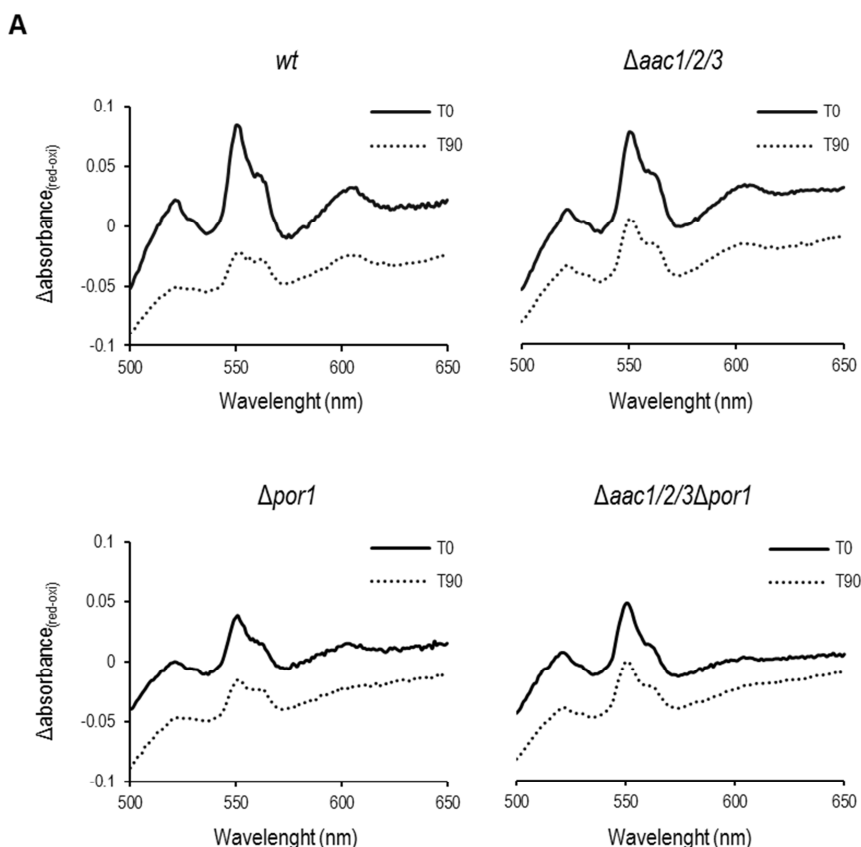 A
wt
Δaac1/2/3
0.1
0.05
0
-0.05
-0.1
Δabsorbance(red-oxi)
T0
T90
T0
T90
500 550 600 650
500 550 600 650
Wavelenght (nm)
Wavelenght (nm)
Δpor1
Δaac1/2/3Δpor1
0.1
0.05
0
-0.05
-0.1
Δabsorbance(red-oxi)
T0
T90
T0
T90
500 550 600 650
500 550 600 650
Wavelenght (nm)
Wavelenght (nm)